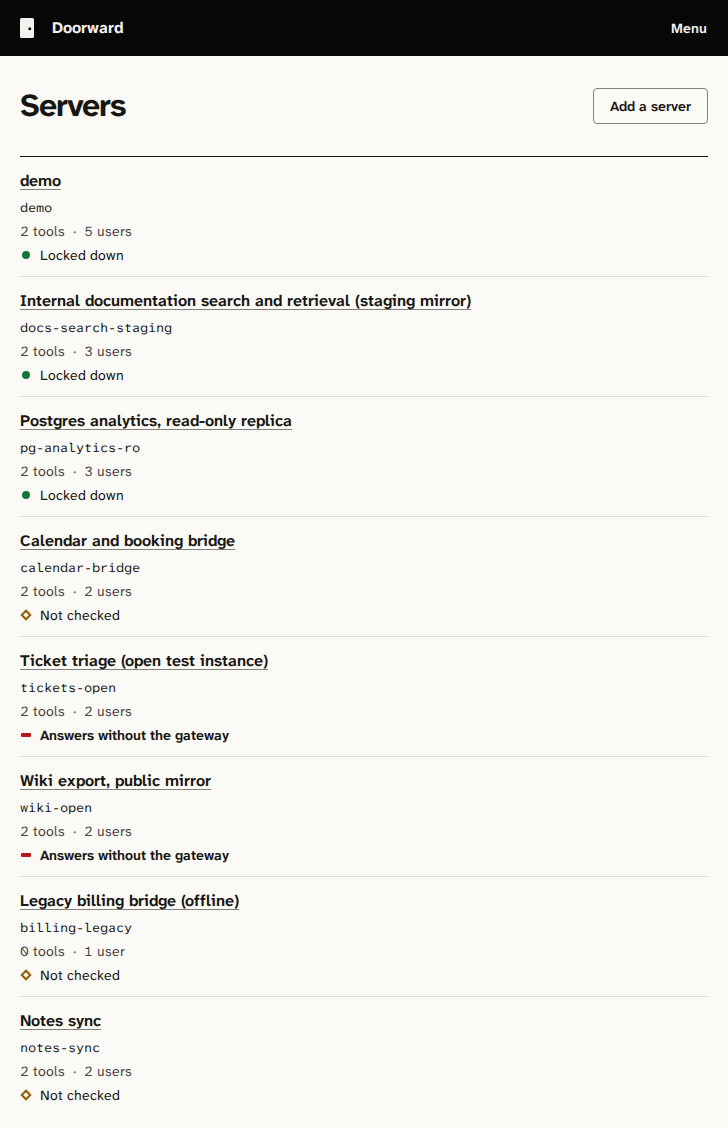 Doorward
Menu
Servers
Add a server
demo
demo
2 tools · 5 users
Locked down
Internal documentation search and retrieval (staging mirror)
docs-search-staging
2 tools · 3 users
Locked down
Postgres analytics, read-only replica
pg-analytics-ro
2 tools · 3 users
Locked down
Calendar and booking bridge
calendar-bridge
2 tools · 2 users
Not checked
Ticket triage (open test instance)
tickets-open
2 tools · 2 users
Answers without the gateway
Wiki export, public mirror
wiki-open
2 tools · 2 users
Answers without the gateway
Legacy billing bridge (offline)
billing-legacy
0 tools · 1 user
Not checked
Notes sync
notes-sync
2 tools · 2 users
Not checked